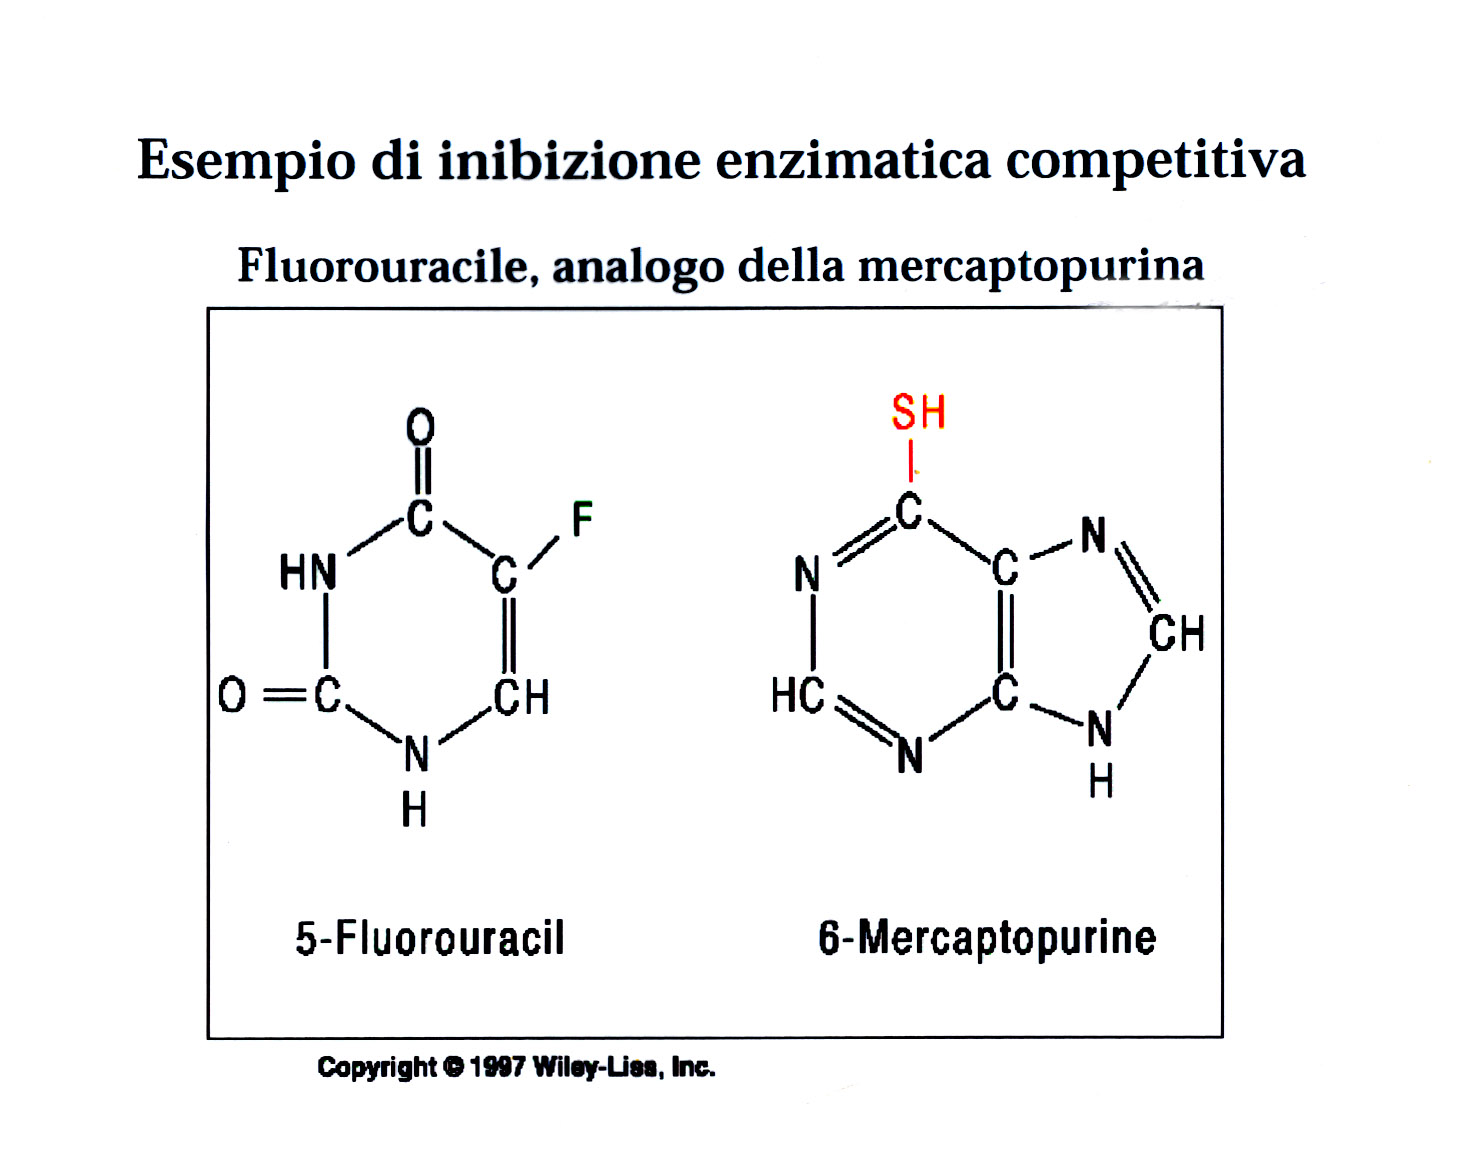 Esempio di inibizione enzimatica competitiva
Fluorouracile, analogo della mercaptopurina
O
C
F
HN
C
O
C
CH
N
H
SH
C
N
N
C
CH
HC
C
N
N
H
5-Fluorouracil
6-Mercaptopurine
Copyright © 1997 Wiley-Liss, Inc.